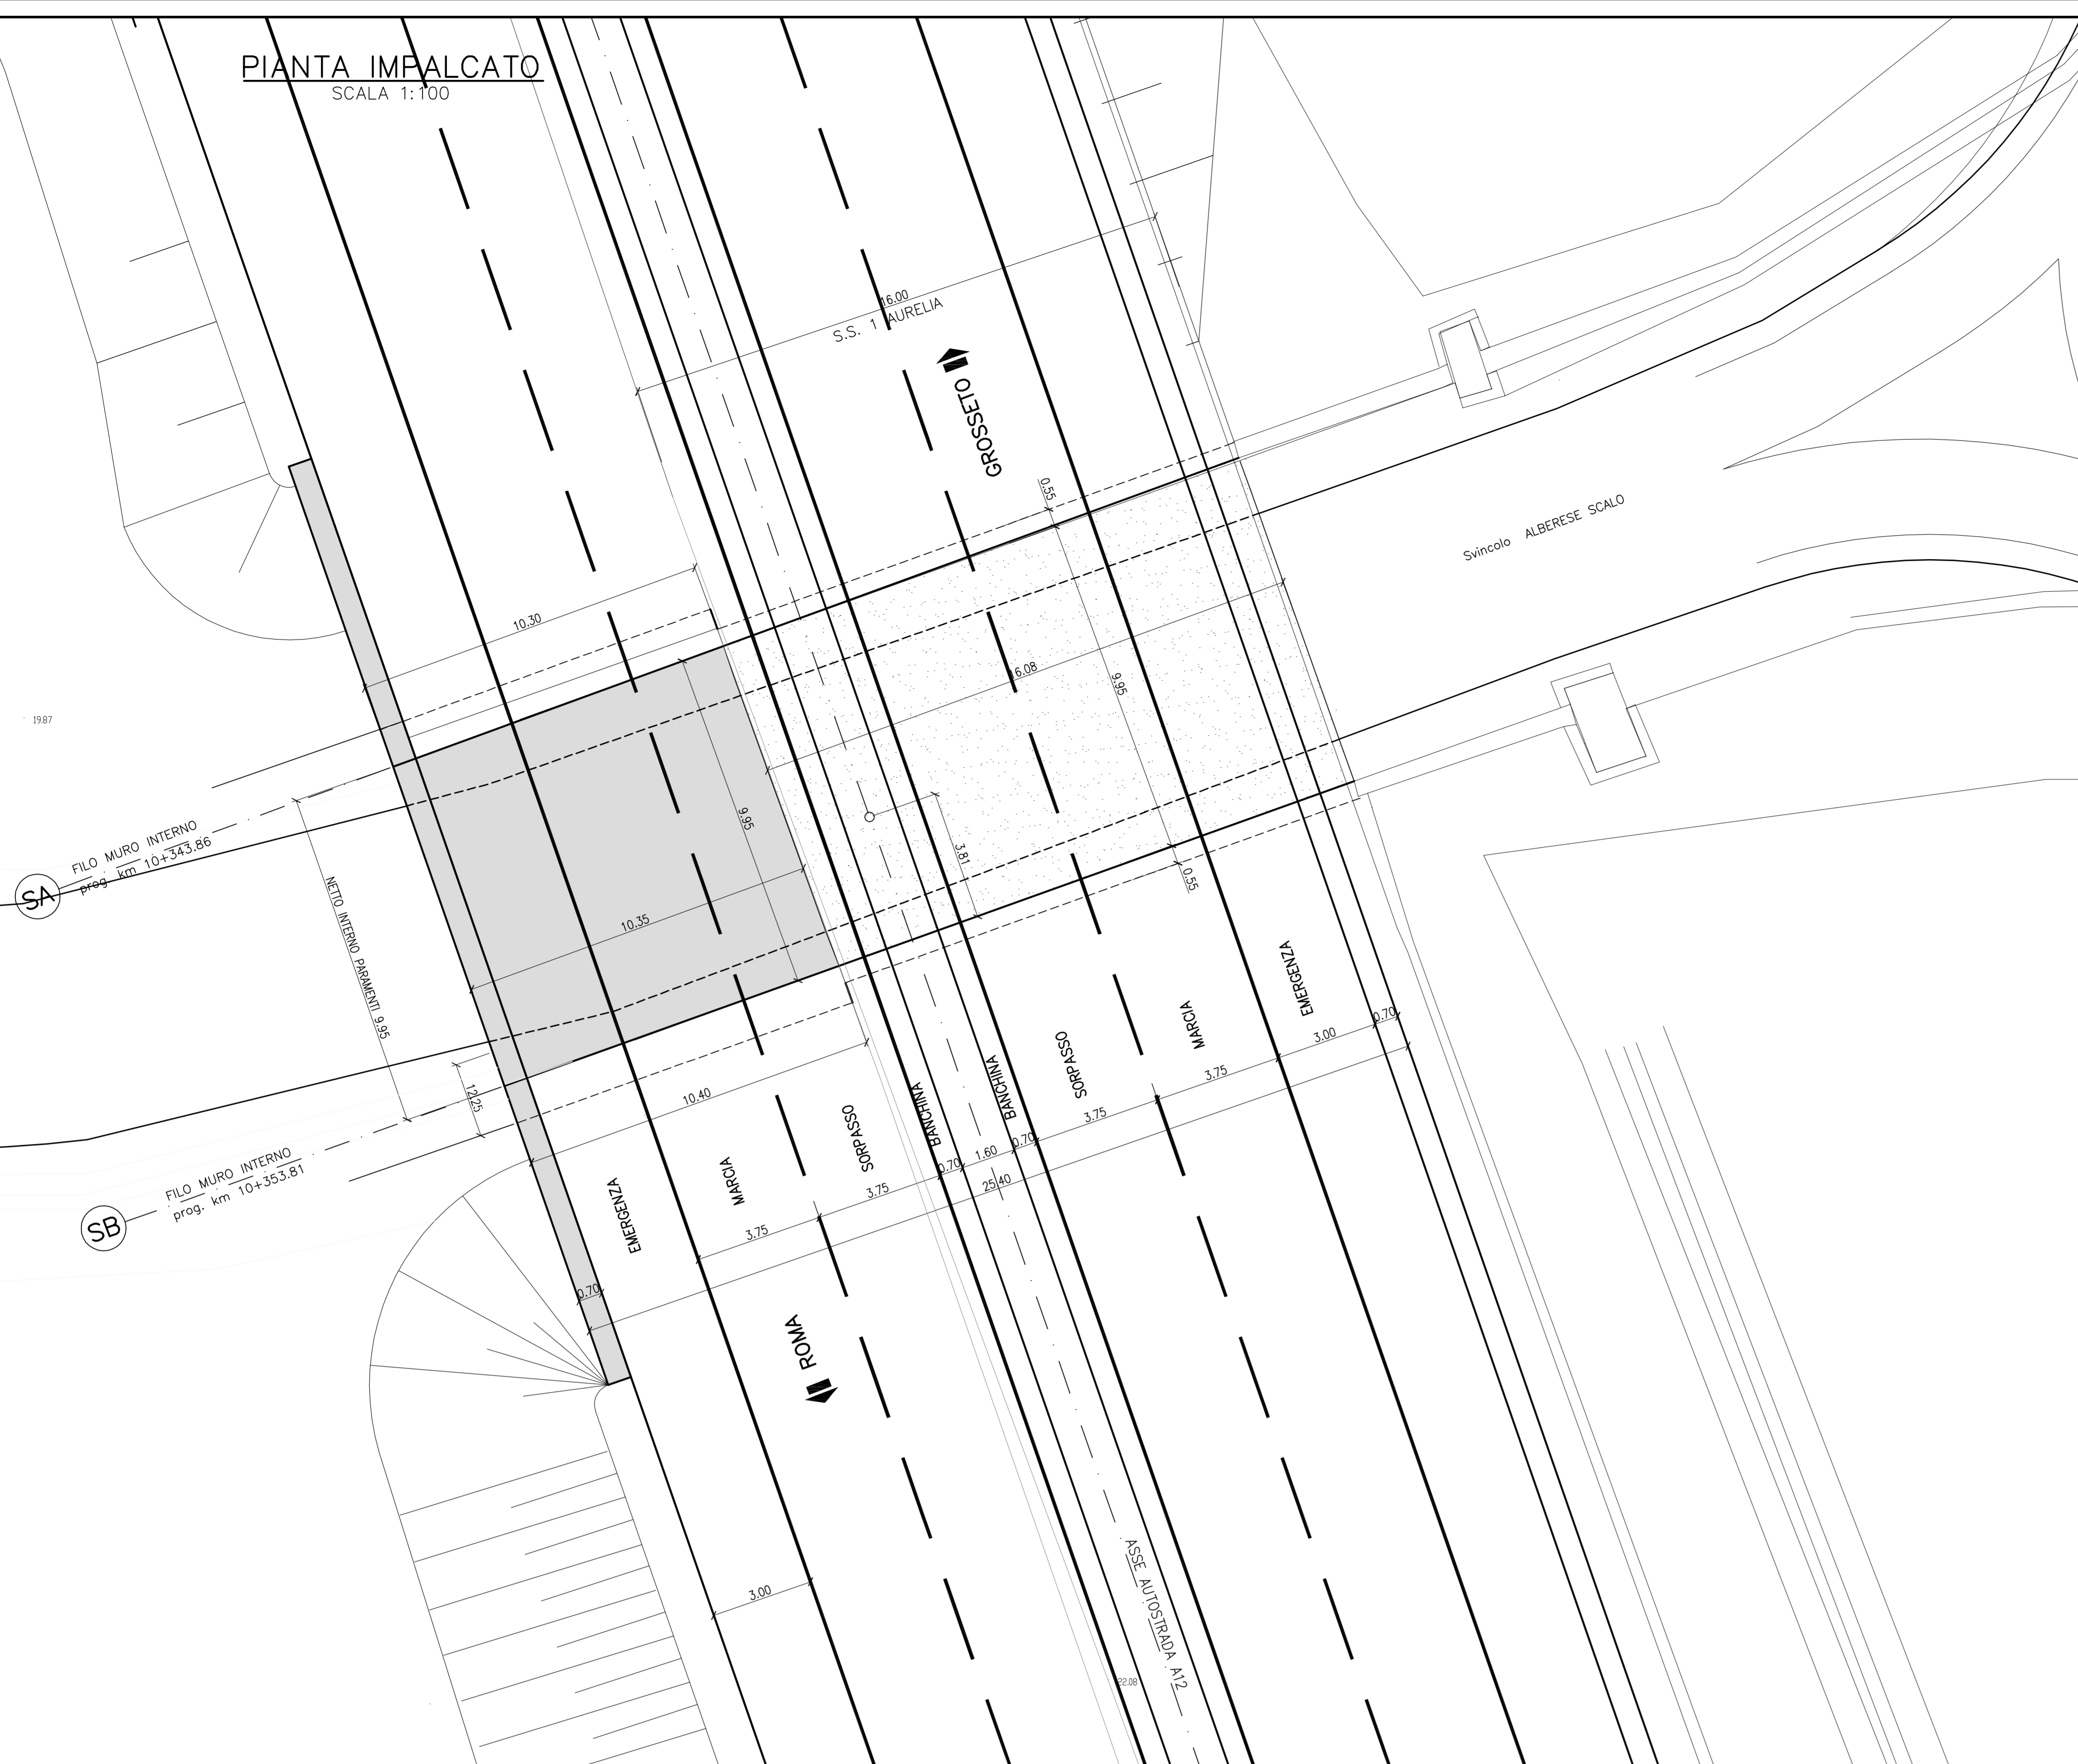 PIANTA IMPALCATO
SCALA 1:100
16.00
S.S. 1 AURELIA
GROSSETO
0.55
Svincolo ALBERESE SCALO
10.30
16.08
9.95
19.87
9.95
3.81
0.55
FILO MURO INTERNO
prog. km 10+343.86
SA
NETTO INTERNO PARAMENTI 9.95
10.35
EMERGENZA
MARCIA
SORPASSO
BANCHINA
BANCHINA
SORPASSO
MARCIA
EMERGENZA
0.70
3.00
3.75
3.75
0.70
1.60
0.70
3.75
3.75
25.40
12.25
10.40
FILO MURO INTERNO
prog. km 10+353.81
SB
0.70
ROMA
3.00
ASSE AUTOSTRADA A12
22.08